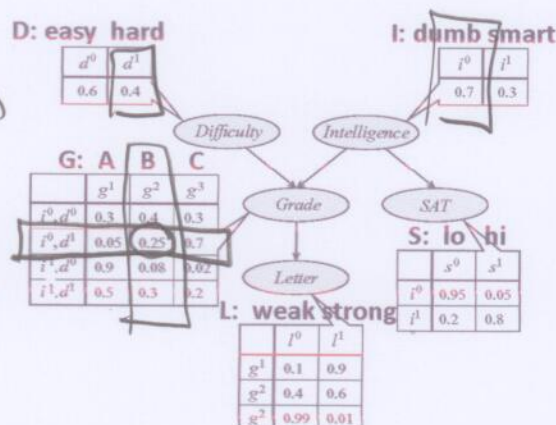 D: easy hard
d⁰ d¹
0.6 0.4
I: dumb smart
i⁰ i¹
0.7 0.3
Difficulty
Intelligence
G: A B C
g¹ g² g³
i⁰,d⁰ 0.3 0.4 0.3
i⁰,d¹ 0.05 0.25 0.7
i¹,d⁰ 0.9 0.08 0.02
i¹,d¹ 0.5 0.3 0.2
Grade
SAT
S: lo hi
s⁰ s¹
i⁰ 0.95 0.05
i¹ 0.2 0.8
Letter
L: weak strong
l⁰ l¹
g¹ 0.1 0.9
g² 0.4 0.6
g² 0.99 0.01